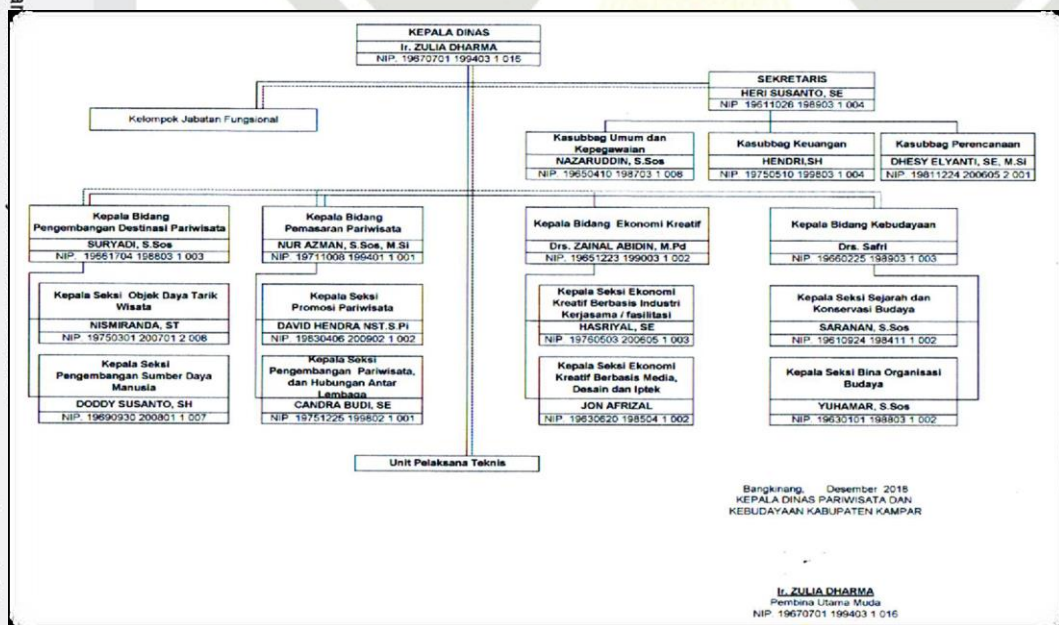 KEPALA DINAS
Ir. ZULIA DHARMA
NIP. 19670701 199403 1 016
SEKRETARIS
HERI SUSANTO, SE
NIP 19611026 198903 1 004
Kelompok Jabatan Fungsional
Kasubbag Umum dan
Kepegawaian
NAZARUDDIN, S.Sos
NIP. 19650410 198703 1 008
Kasubbag Keuangan
HENDRI,SH
NIP 19750510 199803 1 004
Kasubbag Perencanaan
DHESY ELYANTI, SE, M.Si
NIP. 19811224 200605 2 001
Kepala Bidang
Pengembangan Destinasi Pariwisata
SURYADI, S.Sos
NIP. 19661704 198803 1 003
Kepala Bidang
Pemasaran Pariwisata
NUR AZMAN, S.Sos, M.Si
NIP. 19711008 199401 1 001
Kepala Bidang Ekonomi Kreatif
Drs. ZAINAL ABIDIN, M.Pd
NIP. 19651223 199003 1 002
Kepala Bidang Kebudayaan
Drs. Safri
NIP. 19660225 198903 1 003
Kepala Seksi Objek Daya Tarik
Wisata
NISMIRANDA, ST
NIP 19750301 200701 2 006
Kepala Seksi
Promosi Pariwisata
DAVID HENDRA NST.S.Pi
NIP. 19830406 200902 1 002
Kepala Seksi Ekonomi
Kreatif Berbasis Industri
Kerjasama / fasilitasi
HASRIYAL, SE
NIP 19760503 200605 1 003
Kepala Seksi Sejarah dan
Konservasi Budaya
SARANAN, S.Sos
NIP. 19610924 198411 1 002
Kepala Seksi
Pengembangan Sumber Daya
Manusia
DODDY SUSANTO, SH
NIP. 19690930 200801 1 007
Kepala Seksi
Pengembangan Pariwisata,
dan Hubungan Antar
Lembaga
CANDRA BUDI, SE
NIP. 19751225 199802 1 001
Kepala Seksi Ekonomi
Kreatif Berbasis Media,
Desain dan Iptek
JON AFRIZAL
NIP. 19630620 198504 1 002
Kepala Seksi Bina Organisasi
Budaya
YUHAMAR, S.Sos
NIP. 19630101 198803 1 002
Unit Pelaksana Teknis
Bangkinang, Desember 2018
KEPALA DINAS PARIWISATA DAN
KEBUDAYAAN KABUPATEN KAMPAR
Ir. ZULIA DHARMA
Pembina Utama Muda
NIP. 19670701 199403 1 016